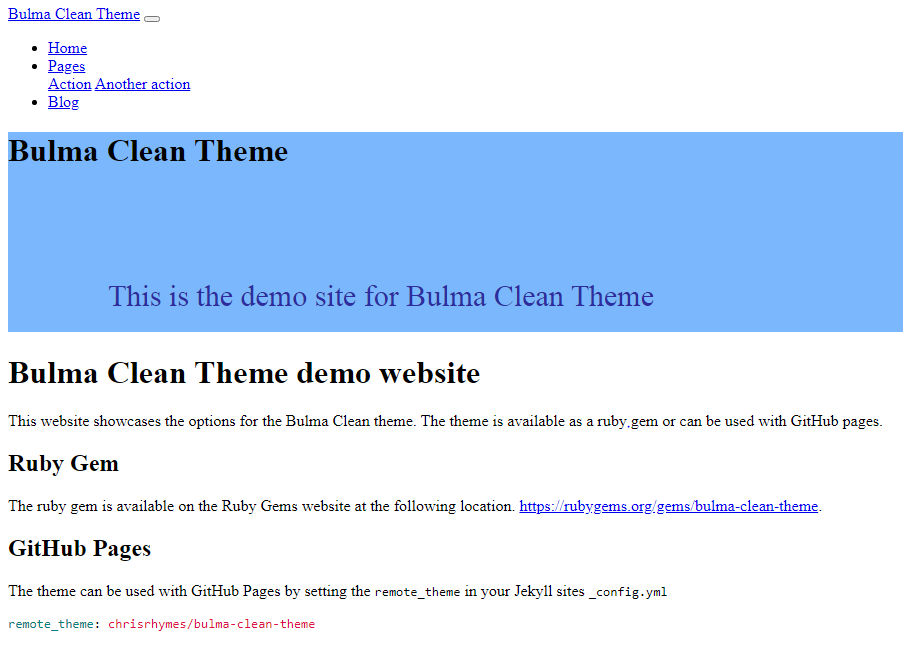 Bulma Clean Theme
Home
Pages
Action Another action
Blog
Bulma Clean Theme
This is the demo site for Bulma Clean Theme
Bulma Clean Theme demo website
This website showcases the options for the Bulma Clean theme. The theme is available as a ruby gem or can be used with GitHub pages.
Ruby Gem
The ruby gem is available on the Ruby Gems website at the following location. https://rubygems.org/gems/bulma-clean-theme.
GitHub Pages
The theme can be used with GitHub Pages by setting the remote_theme in your Jekyll sites _config.yml
remote_theme: chrisrhymes/bulma-clean-theme